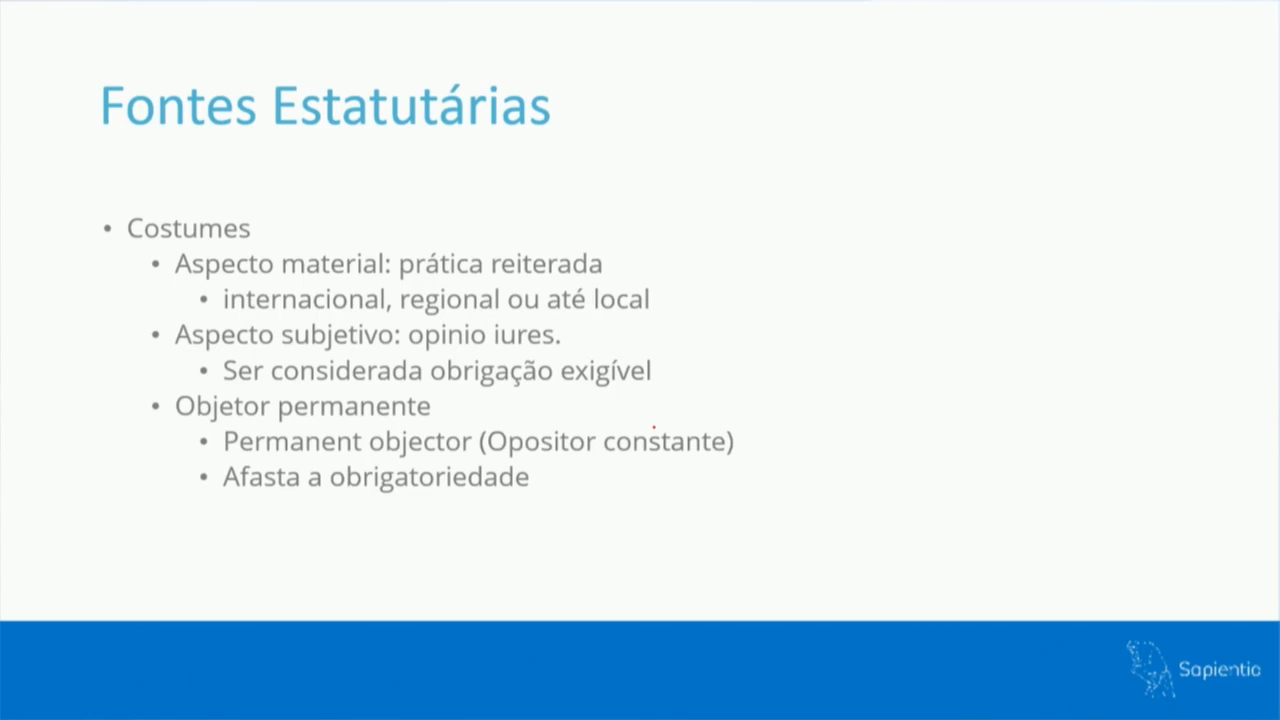 Fontes Estatutárias
• Costumes
• Aspecto material: prática reiterada
• internacional, regional ou até local
• Aspecto subjetivo: opinio iures.
• Ser considerada obrigação exigível
• Objetor permanente
• Permanent objector (Opositor constante)
• Afasta a obrigatoriedade
Sapientia